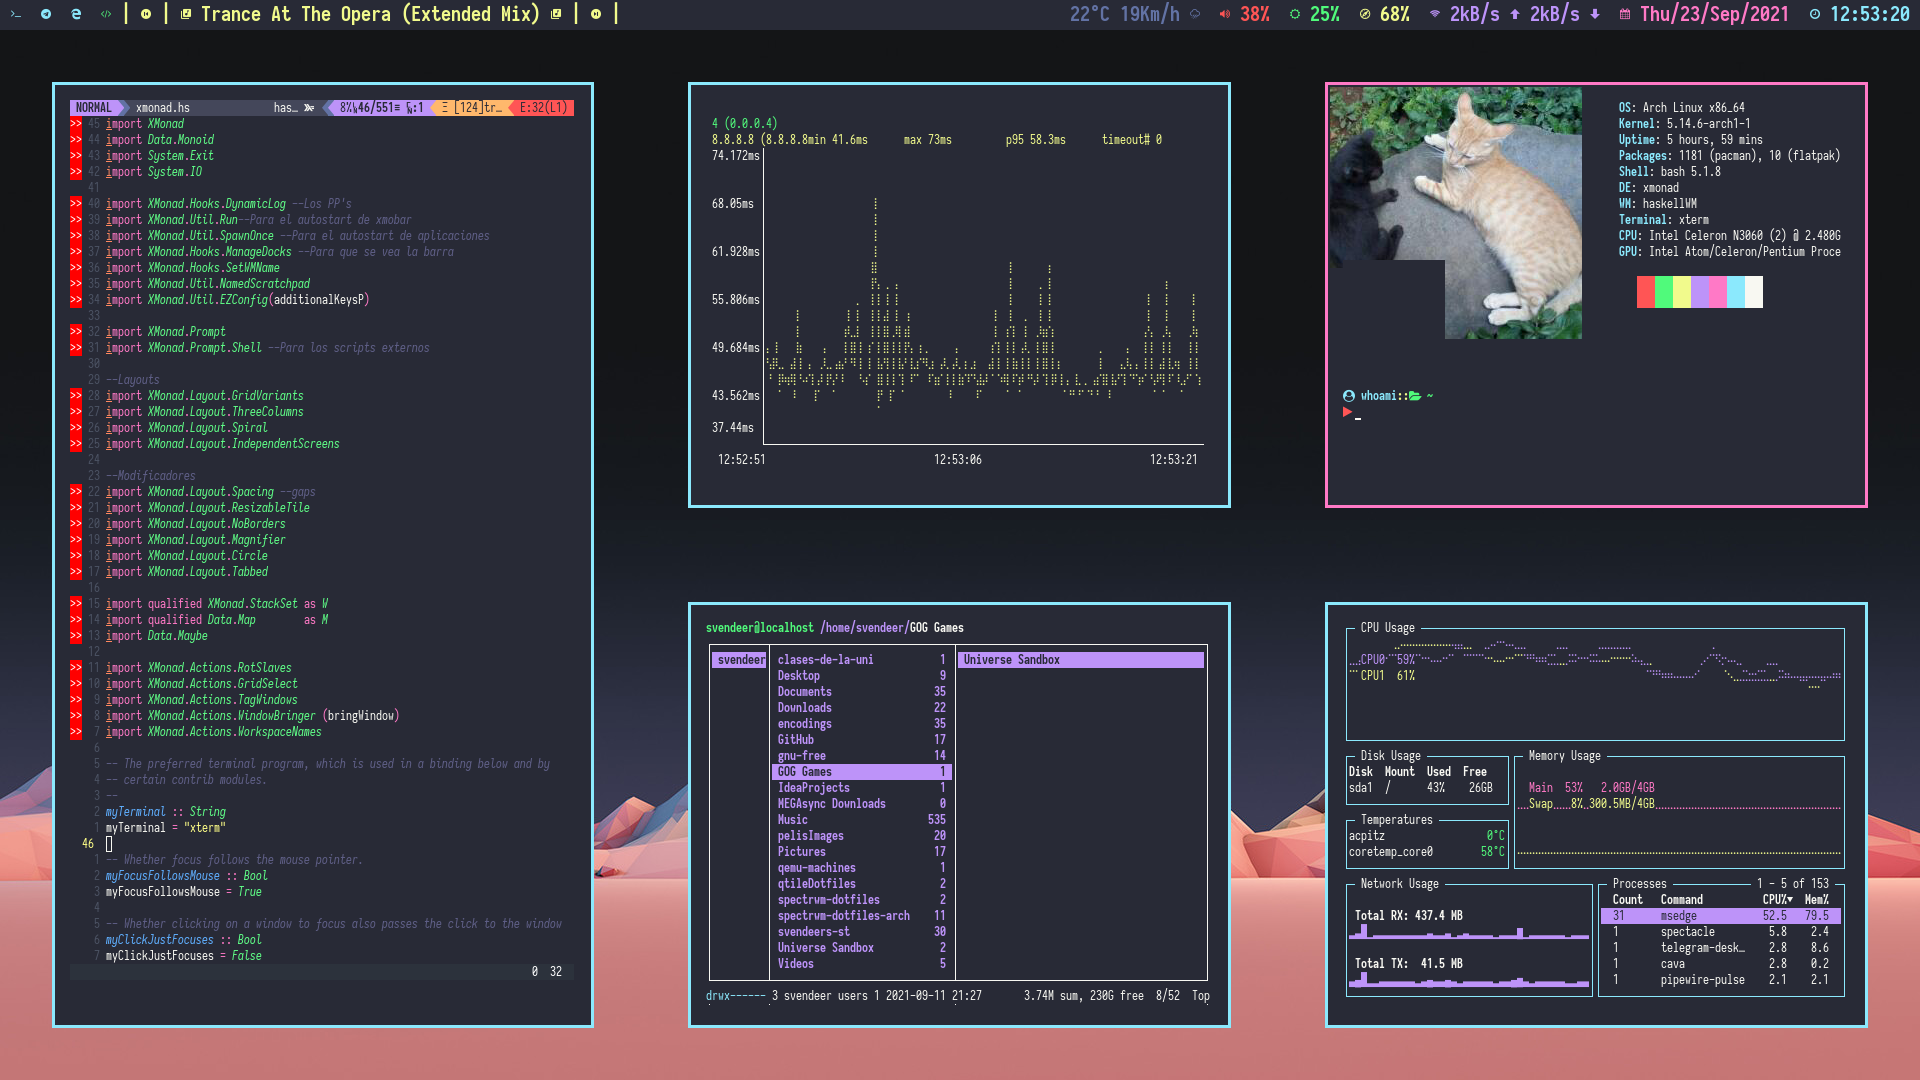 Trance At The Opera (Extended Mix)
22°C 19Km/h 38% 25% 68% 2kB/s 2kB/s Thu/23/Sep/2021 12:53:20
NORMAL xmonad.hs has… 46/551 :1 [124]tr… E:32(L1)
>> 45 import XMonad
>> 44 import Data.Monoid
>> 43 import System.Exit
>> 42 import System.IO
41
>> 40 import XMonad.Hooks.DynamicLog --Los PP's
>> 39 import XMonad.Util.Run--Para el autostart de xmobar
>> 38 import XMonad.Util.SpawnOnce --Para el autostart de aplicaciones
>> 37 import XMonad.Hooks.ManageDocks --Para que se vea la barra
>> 36 import XMonad.Hooks.SetWMName
>> 35 import XMonad.Util.NamedScratchpad
>> 34 import XMonad.Util.EZConfig(additionalKeysP)
33
>> 32 import XMonad.Prompt
>> 31 import XMonad.Prompt.Shell --Para los scripts externos
30
29 --Layouts
>> 28 import XMonad.Layout.GridVariants
>> 27 import XMonad.Layout.ThreeColumns
>> 26 import XMonad.Layout.Spiral
>> 25 import XMonad.Layout.IndependentScreens
24
23 --Modificadores
>> 22 import XMonad.Layout.Spacing --gaps
>> 21 import XMonad.Layout.ResizableTile
>> 20 import XMonad.Layout.NoBorders
>> 19 import XMonad.Layout.Magnifier
>> 18 import XMonad.Layout.Circle
>> 17 import XMonad.Layout.Tabbed
16
>> 15 import qualified XMonad.StackSet as W
>> 14 import qualified Data.Map as M
>> 13 import Data.Maybe
12
>> 11 import XMonad.Actions.RotSlaves
>> 10 import XMonad.Actions.GridSelect
>> 9 import XMonad.Actions.TagWindows
>> 8 import XMonad.Actions.WindowBringer (bringWindow)
>> 7 import XMonad.Actions.WorkspaceNames
6
5 -- The preferred terminal program, which is used in a binding below and by
4 -- certain contrib modules.
3 --
2 myTerminal :: String
1 myTerminal = "xterm"
46
1 -- Whether focus follows the mouse pointer.
2 myFocusFollowsMouse :: Bool
3 myFocusFollowsMouse = True
4
5 -- Whether clicking on a window to focus also passes the click to the window
6 myClickJustFocuses :: Bool
7 myClickJustFocuses = False
0 32
4 (0.0.0.4)
8.8.8.8 (8.8.8.8min 41.6ms max 73ms p95 58.3ms timeout# 0
74.172ms
68.05ms
61.928ms
55.806ms
49.684ms
43.562ms
37.44ms
12:52:51 12:53:06 12:53:21
OS: Arch Linux x86_64
Kernel: 5.14.6-arch1-1
Uptime: 5 hours, 59 mins
Packages: 1181 (pacman), 10 (flatpak)
Shell: bash 5.1.8
DE: xmonad
WM: haskellWM
Terminal: xterm
CPU: Intel Celeron N3060 (2) @ 2.480G
GPU: Intel Atom/Celeron/Pentium Proce
whoami:: ~
svendeer@localhost /home/svendeer/GOG Games
svendeer clases-de-la-uni 1 Universe Sandbox
Desktop 9
Documents 35
Downloads 22
encodings 35
GitHub 17
gnu-free 14
GOG Games 1
IdeaProjects 1
MEGAsync Downloads 0
Music 535
pelisImages 20
Pictures 17
qemu-machines 1
qtileDotfiles 2
spectrwm-dotfiles 2
spectrwm-dotfiles-arch 11
svendeers-st 30
Universe Sandbox 2
Videos 5
drwx------ 3 svendeer users 1 2021-09-11 21:27 3.74M sum, 230G free 8/52 Top
CPU Usage
CPU0 59%
CPU1 61%
Disk Usage
Disk Mount Used Free
sda1 / 43% 26GB
Memory Usage
Main 53% 2.0GB/4GB
Swap 8% 300.5MB/4GB
Temperatures
acpitz 0°C
coretemp_core0 58°C
Network Usage
Total RX: 437.4 MB
Total TX: 41.5 MB
Processes 1 - 5 of 153
Count Command CPU%▼ Mem%
31 msedge 52.5 79.5
1 spectacle 5.8 2.4
1 telegram-desk… 2.8 8.6
1 cava 2.8 0.2
1 pipewire-pulse 2.1 2.1